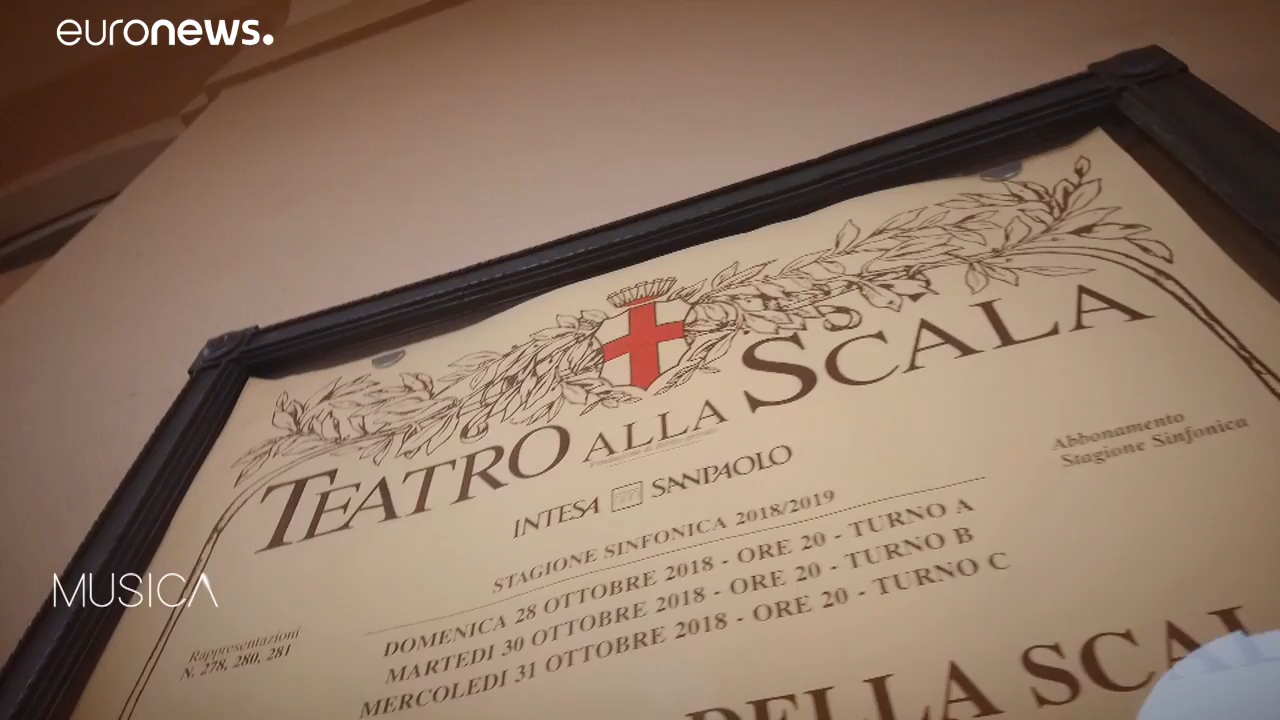 euronews.
TEATRO ALLA SCALA
INTESA SANPAOLO
Abbonamento
Stagione Sinfonica
STAGIONE SINFONICA 2018/2019
DOMENICA 28 OTTOBRE 2018 - ORE 20 - TURNO A
MARTEDI 30 OTTOBRE 2018 - ORE 20 - TURNO B
MERCOLEDI 31 OTTOBRE 2018 - ORE 20 - TURNO C
Rappresentazioni
N. 278, 280, 281
MUSICA
DELLA SCAL